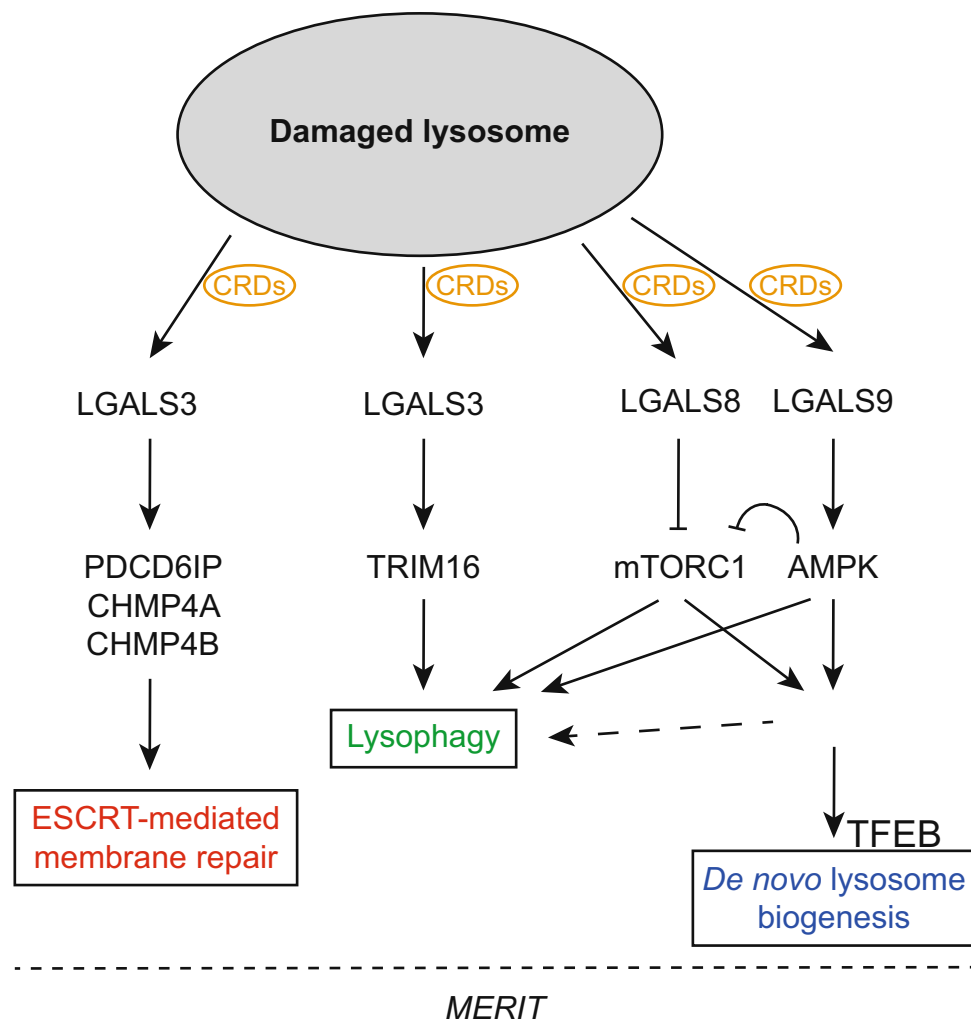 Damaged lysosome
CRDs
CRDs
CRDs
CRDs
LGALS3
LGALS3
LGALS8
LGALS9
PDCD6IP
CHMP4A
CHMP4B
TRIM16
mTORC1
AMPK
Lysophagy
ESCRT-mediated
membrane repair
TFEB
De novo lysosome
biogenesis
MERIT